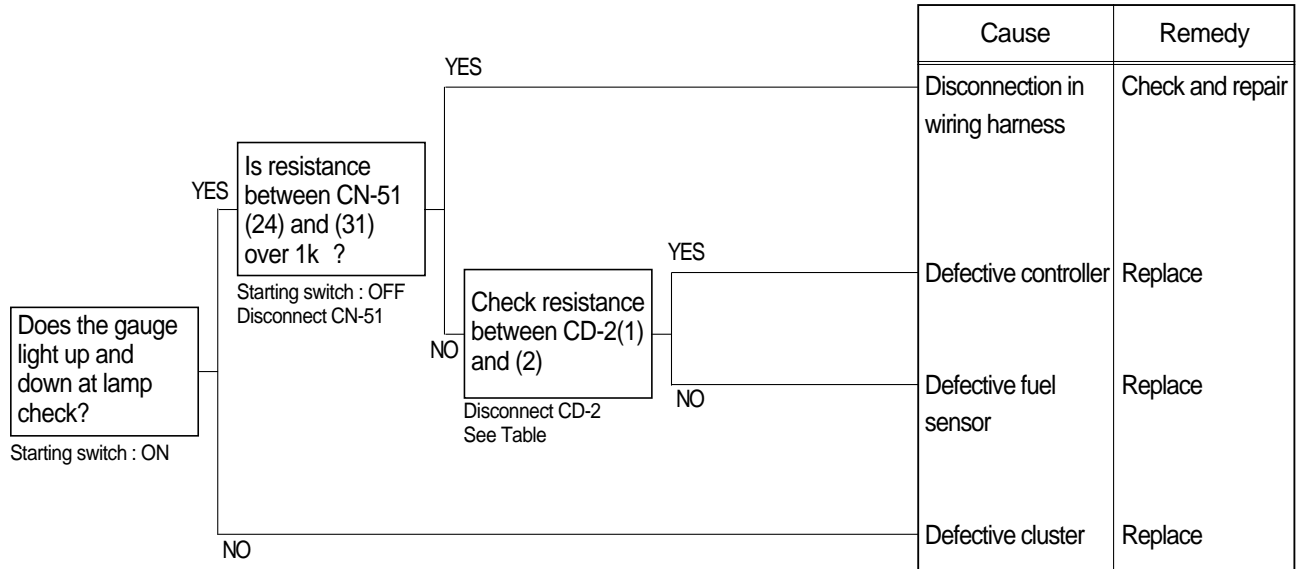 Cause
Remedy
YES
Disconnection in
wiring harness
Check and repair
YES
Is resistance
between CN-51
(24) and (31)
over 1k ?
Starting switch : OFF
Disconnect CN-51
YES
Defective controller
Replace
Does the gauge
light up and
down at lamp
check?
Starting switch : ON
NO
Check resistance
between CD-2(1)
and (2)
Disconnect CD-2
See Table
NO
Defective fuel
sensor
Replace
NO
Defective cluster
Replace